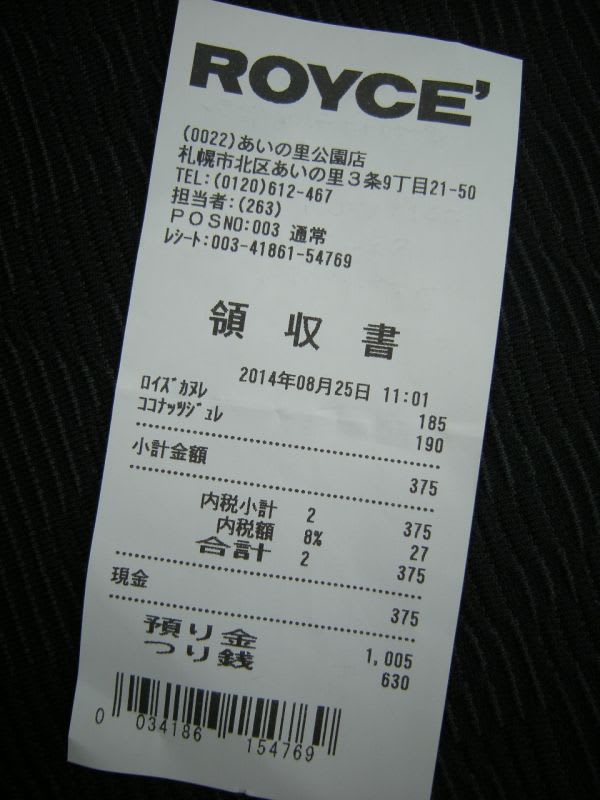 ROYCE'
(0022)あいの里公園店
札幌市北区あいの里3条9丁目21-50
TEL:(0120)612-467
担当者:(263)
POSNO:003 通常
ﾚｼｰﾄ:003-41861-54769
領収書
2014年08月25日 11:01
ﾛｲｽﾞｶﾇﾚ 185
ココナッツｼﾞｭﾚ 190
小計金額 375
内税小計 2 375
内税額 8% 27
合計 2 375
現金 375
預り金 1,005
つり銭 630
0 034186 154769